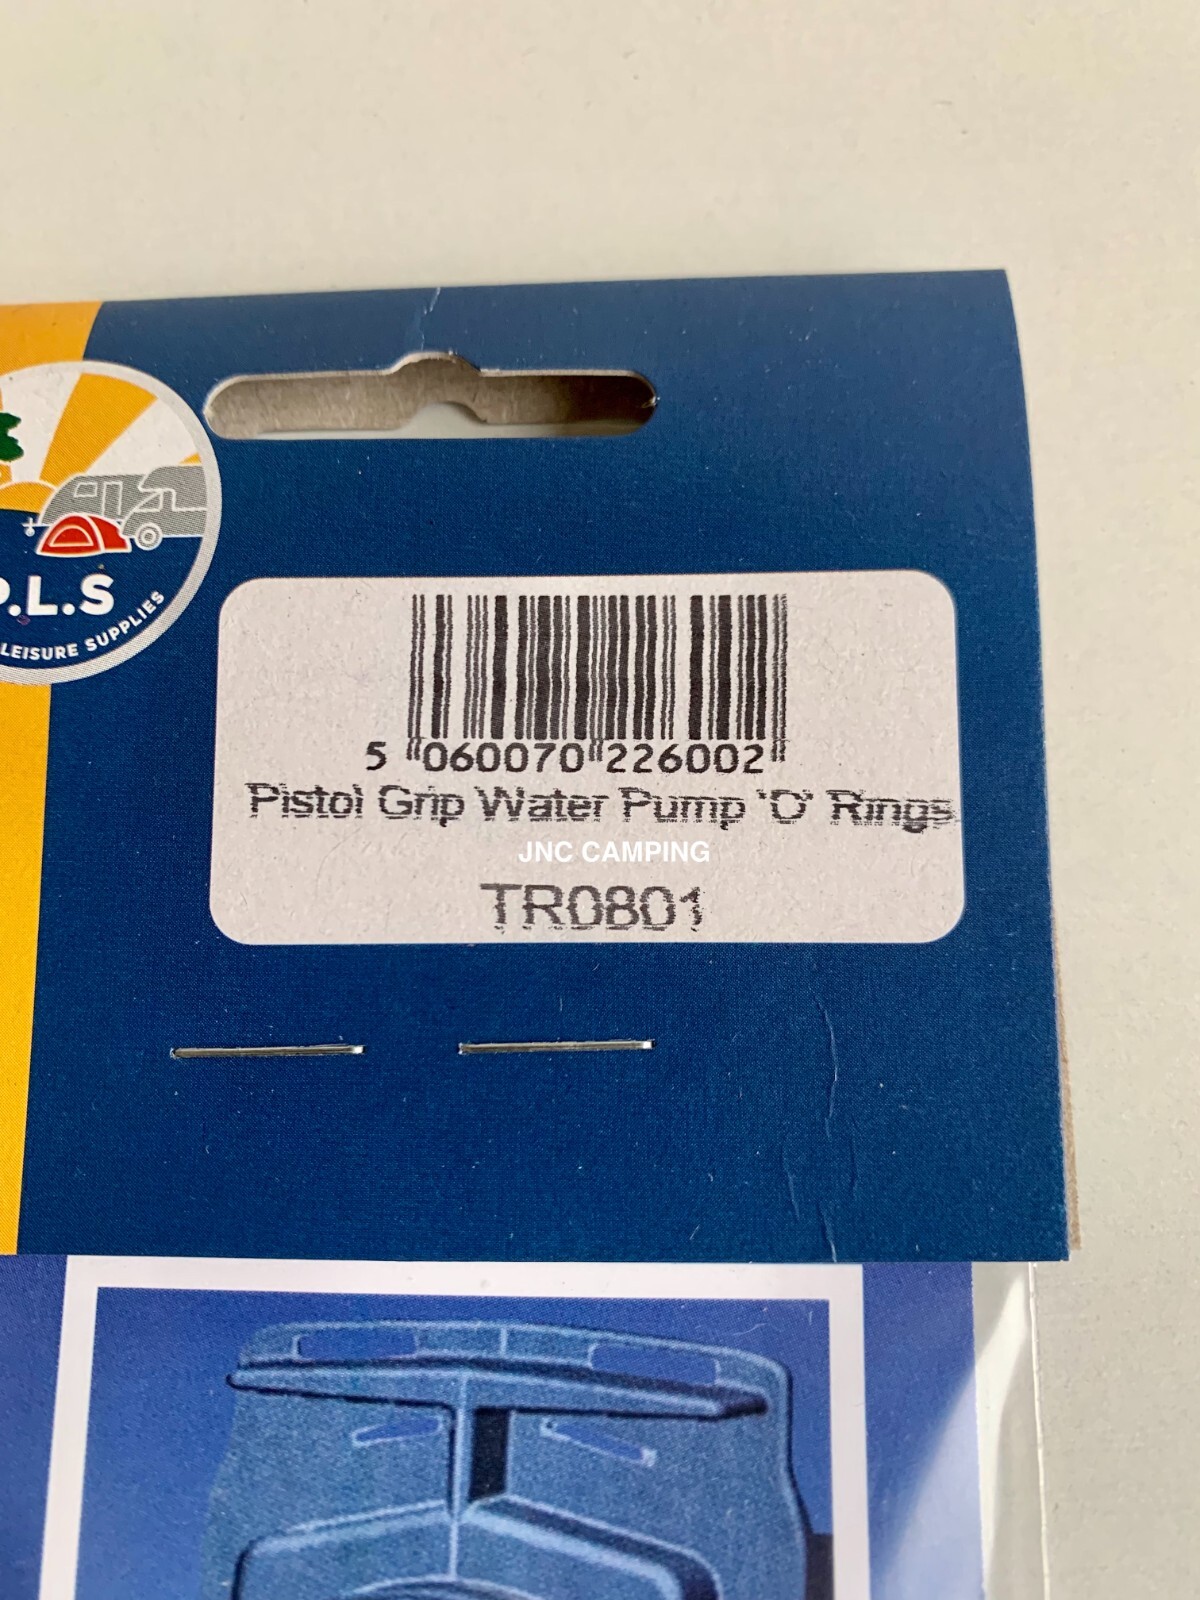 P.L.S
LEISURE SUPPLIES
5 060070 226002
Pistol Grip Water Pump 'O' Rings
JNC CAMPING
TR0801